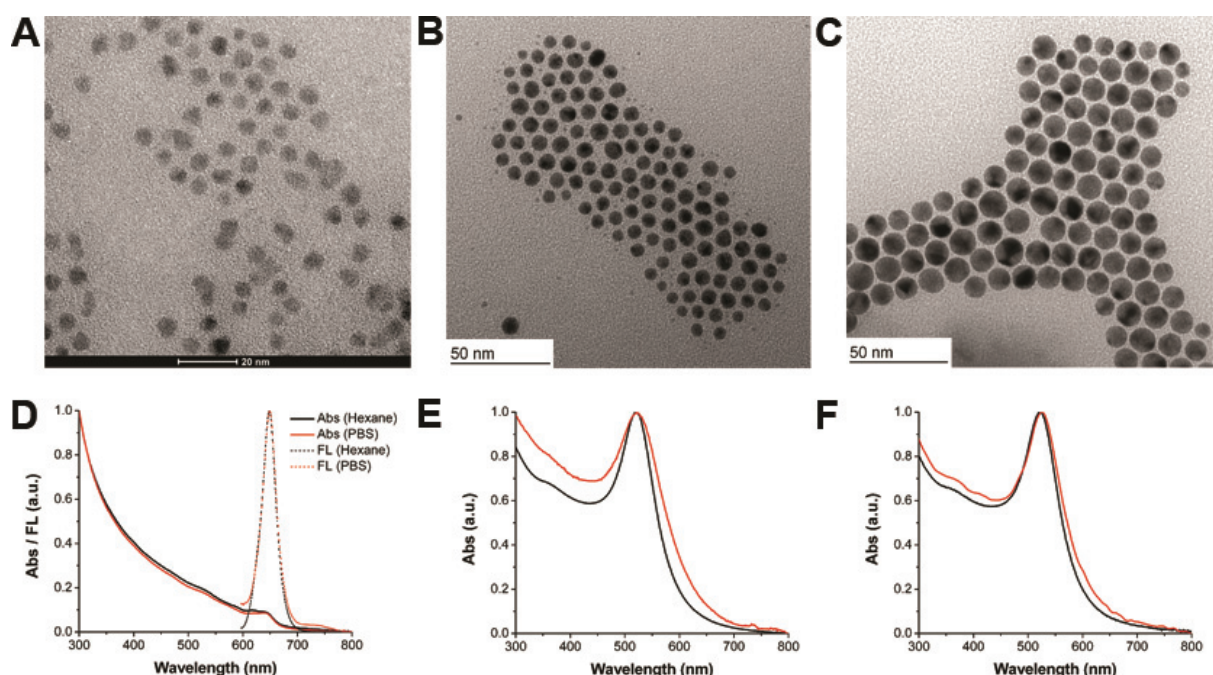 A
B
C
20 nm
50 nm
50 nm
D
Abs / FL (a.u.)
1.0
0.8
0.6
0.4
0.2
0.0
300 400 500 600 700 800
Wavelength (nm)
Abs (Hexane)
Abs (PBS)
FL (Hexane)
FL (PBS)
E
Abs (a.u.)
1.0
0.8
0.6
0.4
0.2
0.0
300 400 500 600 700 800
Wavelength (nm)
F
Abs (a.u.)
1.0
0.8
0.6
0.4
0.2
0.0
300 400 500 600 700 800
Wavelength (nm)